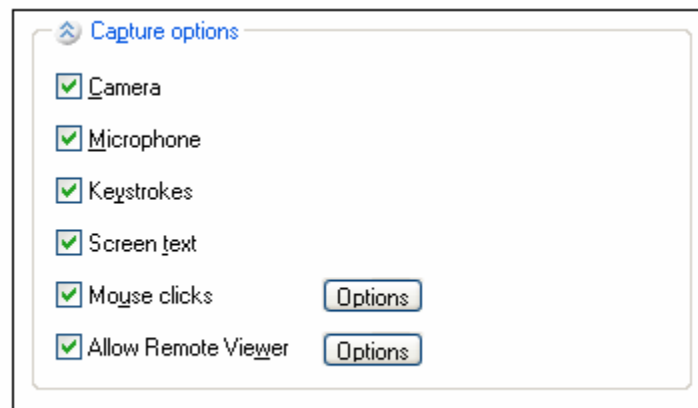 Capture options
Camera
Microphone
Keystrokes
Screen text
Mouse clicks Options
Allow Remote Viewer Options